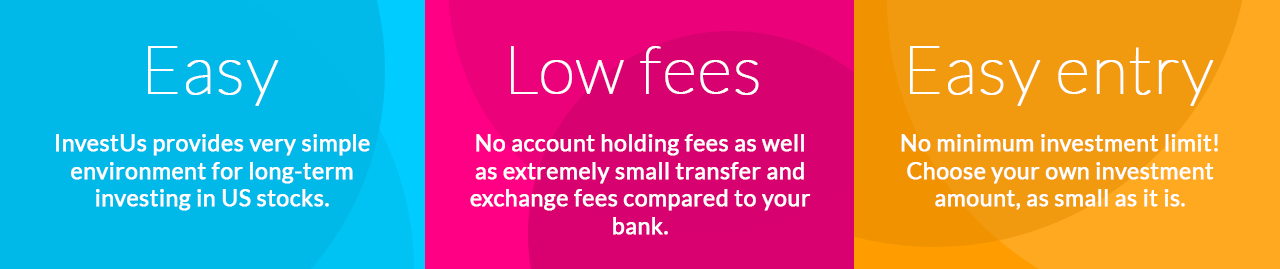 Easy
InvestUs provides very simple
environment for long-term
investing in US stocks.
Low fees
No account holding fees as well
as extremely small transfer and
exchange fees compared to your
bank.
Easy entry
No minimum investment limit!
Choose your own investment
amount, as small as it is.